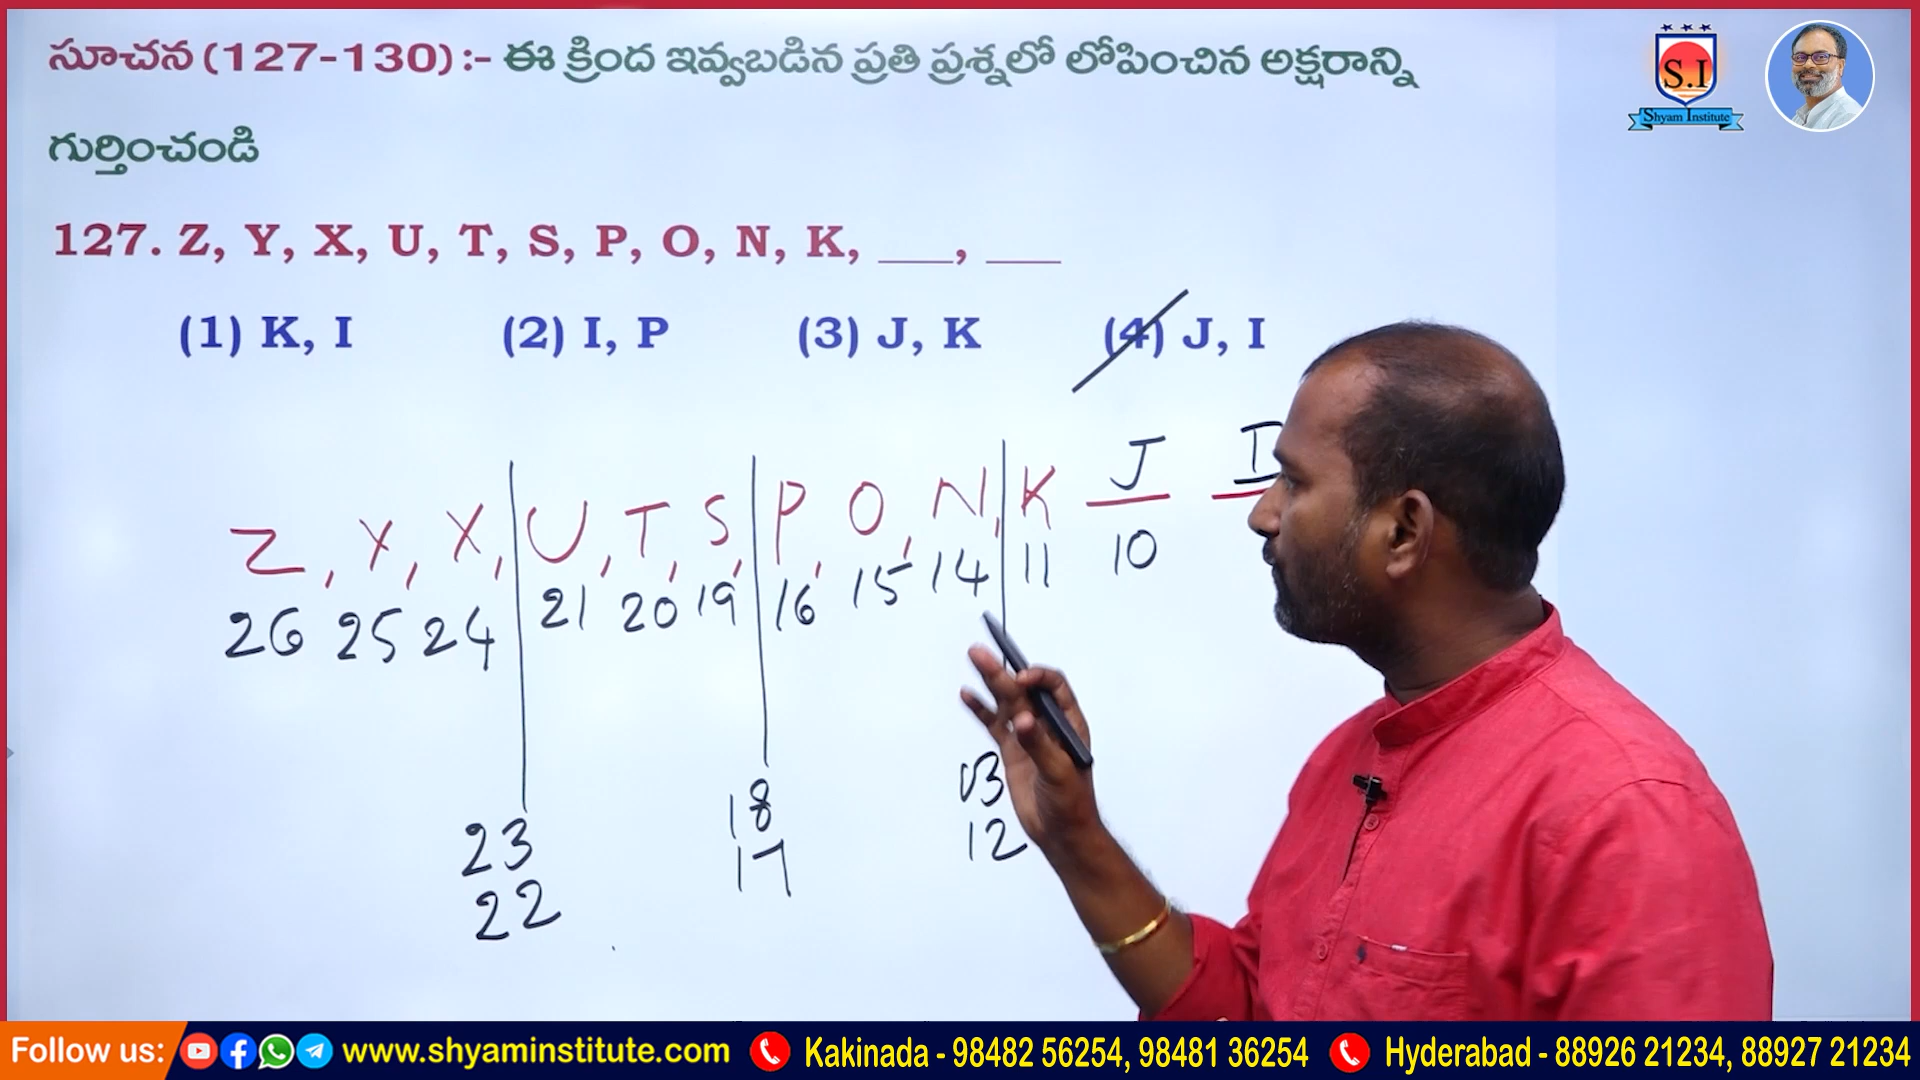 సూచన (127-130) :- ఈ క్రింద ఇవ్వబడిన ప్రతి ప్రశ్నలో లోపించిన అక్షరాన్ని
గుర్తించండి
127. Z, Y, X, U, T, S, P, O, N, K, ___, ___
(1) K, I (2) I, P (3) J, K (4) J, I
Z, Y, X, U, T, S, P, O, N, K J I
26 25 24 21 20 19 16 15 14 11 10
23 18 13
22 17 12
S.I
Shyam Institute
Follow us: www.shyaminstitute.com Kakinada - 98482 56254, 98481 36254 Hyderabad - 88926 21234, 88927 21234